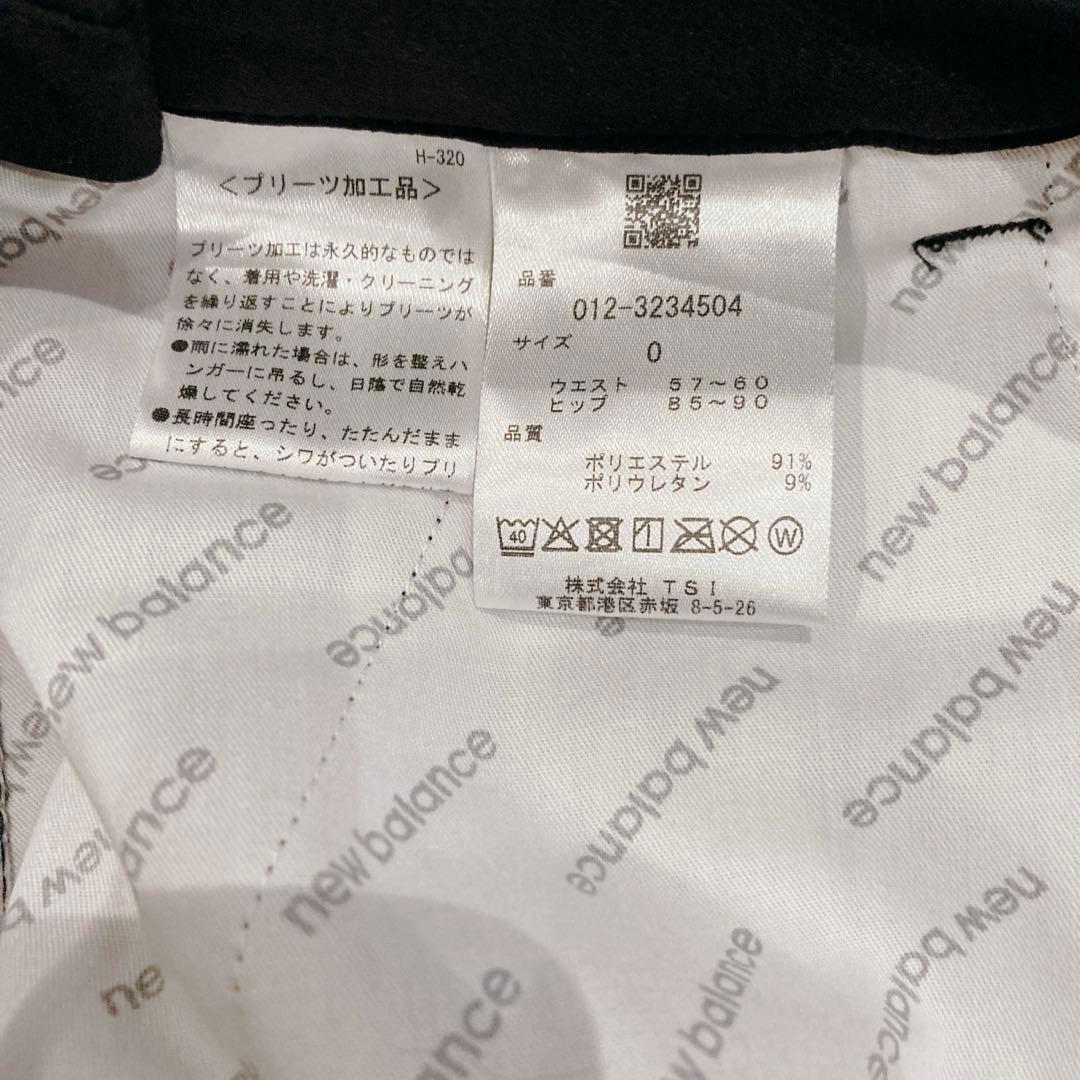 H-320
<プリーツ加工品>
プリーツ加工は永久的なものでは
なく、着用や洗濯・クリーニング
を繰り返すことによりプリーツが
徐々に消失します。
●雨に濡れた場合は、形を整えハ
ンガーに吊るし、日陰で自然乾
燥してください。
●長時間座ったり、たたんだまま
にすると、シワがついたりプリ
品番
012-3234504
サイズ
0
ウエスト 57～60
ヒップ 85～90
品質
ポリエステル 91%
ポリウレタン 9%
40
W
株式会社 TSI
東京都港区赤坂 8-5-26
new balance
new balance
new balance
new balance
new balance
new balance
new balance
new balance
ne
balance